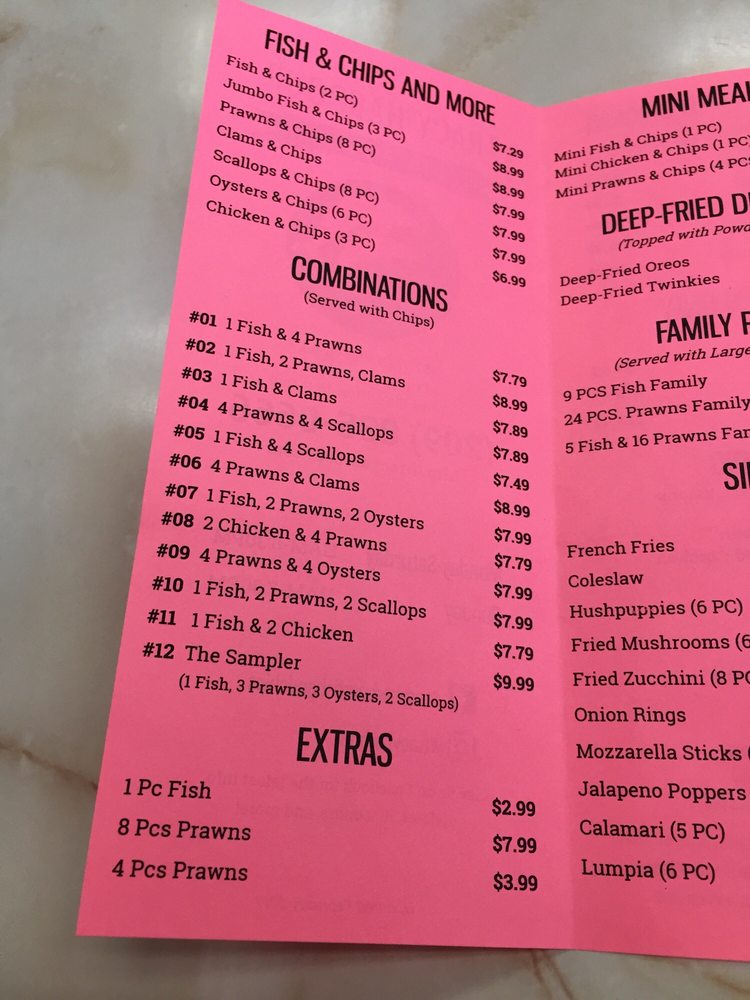 FISH & CHIPS AND MORE
Fish & Chips (2 PC) $7.29
Jumbo Fish & Chips (3 PC) $8.99
Prawns & Chips (8 PC) $8.99
Clams & Chips $7.99
Scallops & Chips (8 PC) $7.99
Oysters & Chips (6 PC) $7.99
Chicken & Chips (3 PC) $6.99
COMBINATIONS
(Served with Chips)
#01 1 Fish & 4 Prawns $7.79
#02 1 Fish, 2 Prawns, Clams $8.99
#03 1 Fish & Clams $7.89
#04 4 Prawns & 4 Scallops $7.89
#05 1 Fish & 4 Scallops $7.49
#06 4 Prawns & Clams $8.99
#07 1 Fish, 2 Prawns, 2 Oysters $7.99
#08 2 Chicken & 4 Prawns $7.79
#09 4 Prawns & 4 Oysters $7.99
#10 1 Fish, 2 Prawns, 2 Scallops $7.99
#11 1 Fish & 2 Chicken $7.79
#12 The Sampler $9.99
(1 Fish, 3 Prawns, 3 Oysters, 2 Scallops)
EXTRAS
1 Pc Fish $2.99
8 Pcs Prawns $7.99
4 Pcs Prawns $3.99
MINI MEA
Mini Fish & Chips (1 PC)
Mini Chicken & Chips (1 PC
Mini Prawns & Chips (4 PC
DEEP-FRIED D
(Topped with Powd
Deep-Fried Oreos
Deep-Fried Twinkies
FAMILY P
(Served with Large
9 PCS Fish Family
24 PCS. Prawns Family
5 Fish & 16 Prawns Fa
SI
French Fries
Coleslaw
Hushpuppies (6 PC)
Fried Mushrooms (6
Fried Zucchini (8 P
Onion Rings
Mozzarella Sticks (
Jalapeno Poppers
Calamari (5 PC)
Lumpia (6 PC)